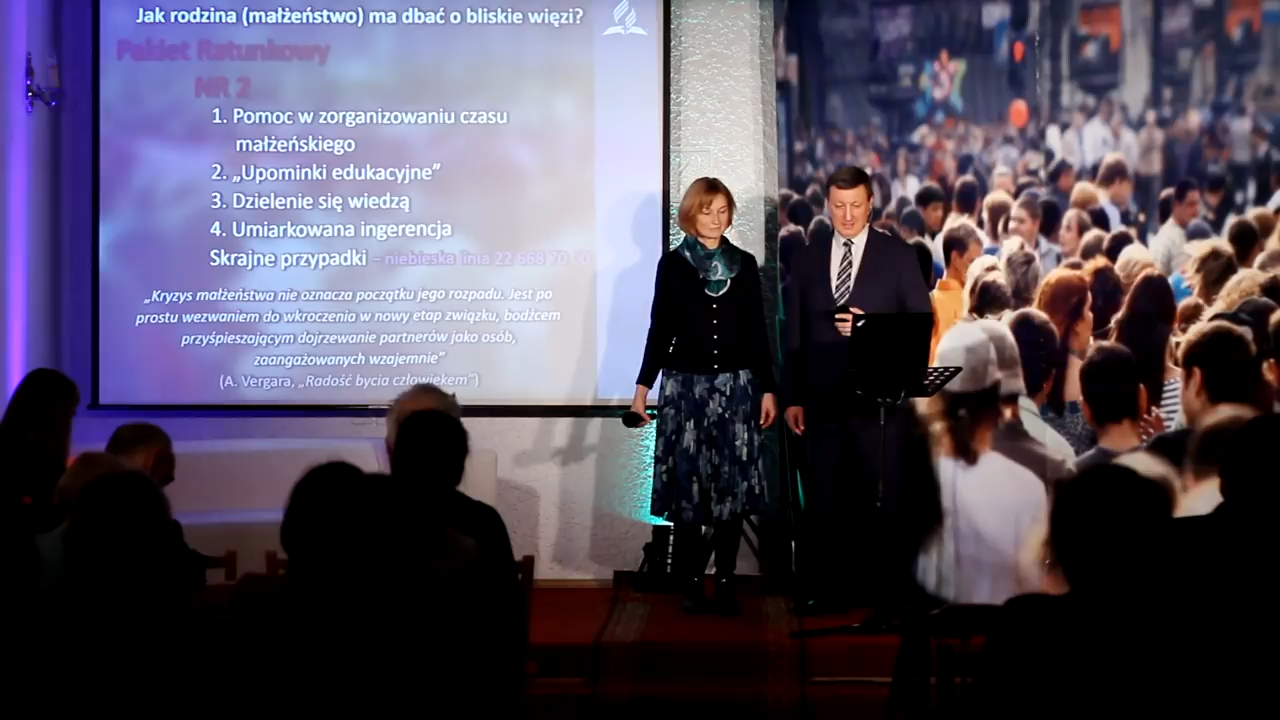 Jak rodzina (małżeństwo) ma dbać o bliskie więzi?
Pakiet Ratunkowy
NR 2
1. Pomoc w zorganizowaniu czasu
małżeńskiego
2. „Upominki edukacyjne”
3. Dzielenie się wiedzą
4. Umiarkowana ingerencja
Skrajne przypadki – niebieska linia 22 668 70 00
„Kryzys małżeństwa nie oznacza początku jego rozpadu. Jest po
prostu wezwaniem do wkroczenia w nowy etap związku, bodźcem
przyśpieszającym dojrzewanie partnerów jako osób,
zaangażowanych wzajemnie”
(A. Vergara, „Radość bycia człowiekiem”)